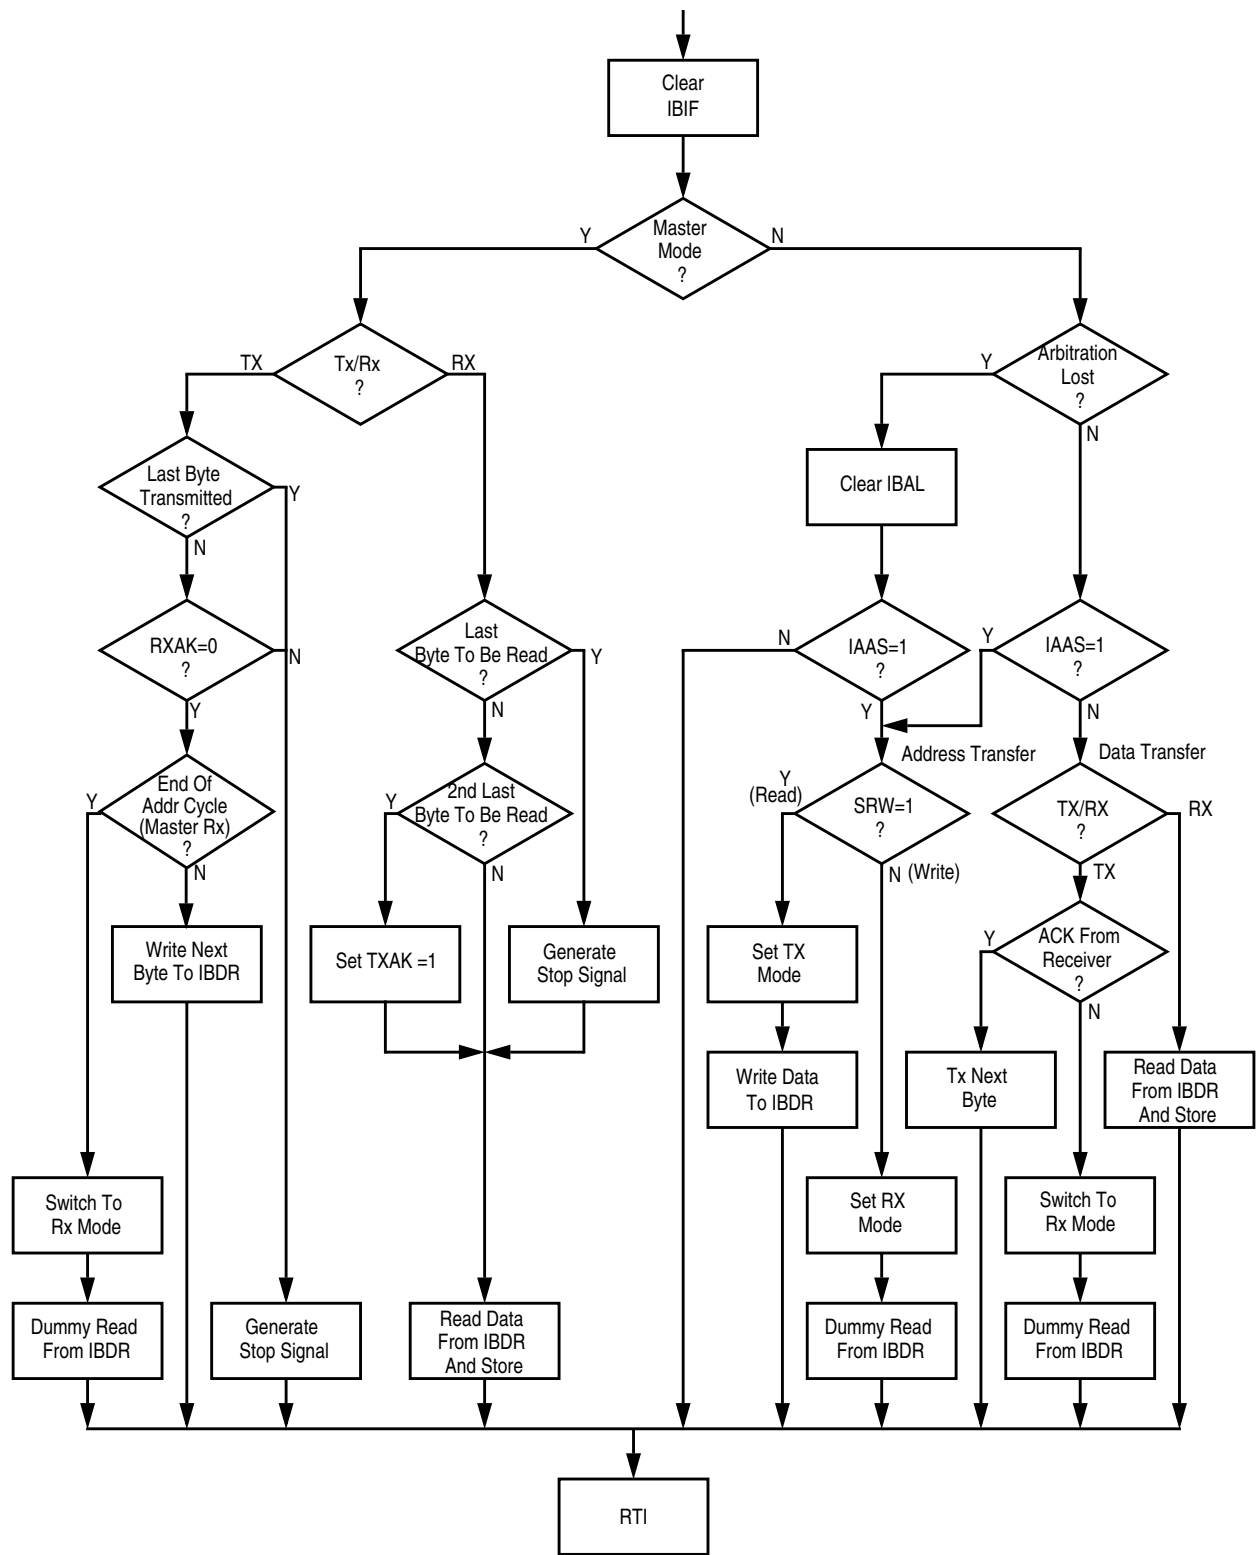 Clear
IBIF
Master
Mode
?
Y
N
Tx/Rx
?
TX
RX
Arbitration
Lost
?
Y
N
Last Byte
Transmitted
?
Y
N
Clear IBAL
RXAK=0
?
N
Y
Last
Byte To Be Read
?
Y
N
IAAS=1
?
N
Y
IAAS=1
?
Y
N
Address Transfer
Data Transfer
End Of
Addr Cycle
(Master Rx)
?
Y
N
2nd Last
Byte To Be Read
?
Y
N
Y
(Read)
SRW=1
?
N (Write)
TX/RX
?
RX
TX
Write Next
Byte To IBDR
Set TXAK =1
Generate
Stop Signal
Set TX
Mode
ACK From
Receiver
?
Y
N
Write Data
To IBDR
Tx Next
Byte
Read Data
From IBDR
And Store
Switch To
Rx Mode
Set RX
Mode
Switch To
Rx Mode
Dummy Read
From IBDR
Generate
Stop Signal
Read Data
From IBDR
And Store
Dummy Read
From IBDR
Dummy Read
From IBDR
RTI